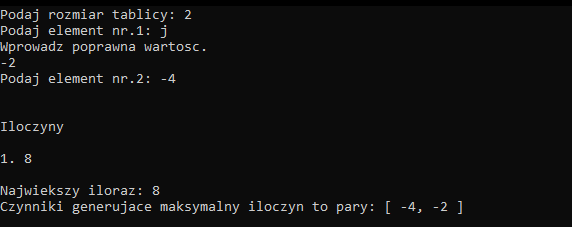 Podaj rozmiar tablicy: 2
Podaj element nr.1: j
Wprowadz poprawna wartosc.
-2
Podaj element nr.2: -4
Iloczyny
1. 8
Najwiekszy iloraz: 8
Czynniki generujace maksymalny iloczyn to pary: [ -4, -2 ]